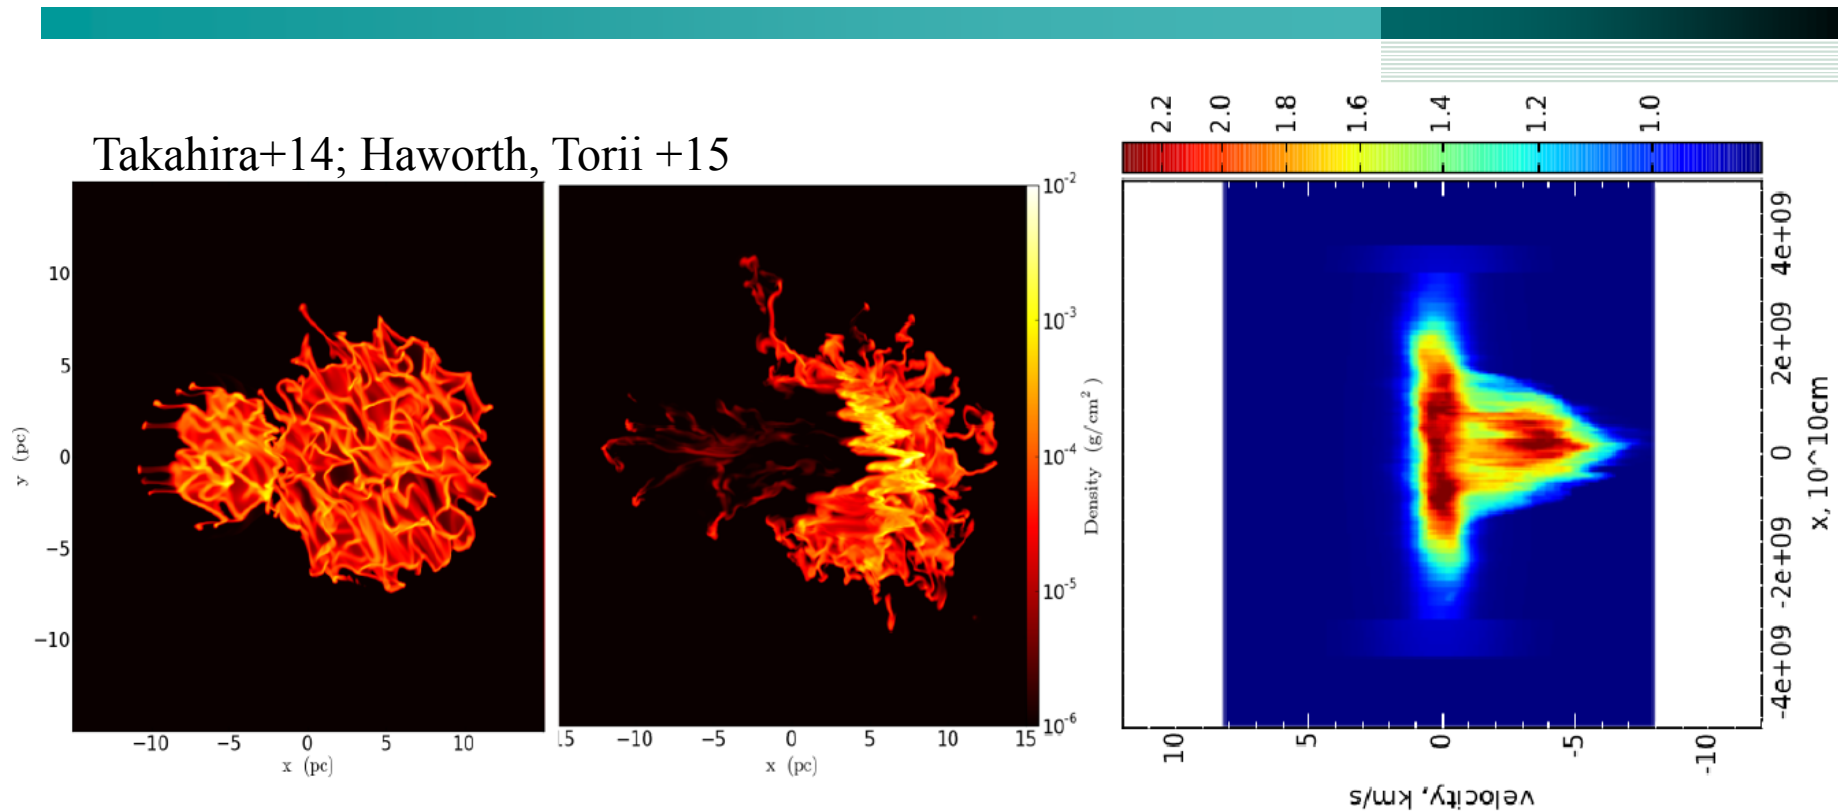 Takahira+14; Haworth, Torii +15
10
5
0
−5
−10
y (pc)
−10 −5 0 5 10
x (pc)
15 −10 −5 0 5 10 15
x (pc)
10^-2
10^-3
10^-4
10^-5
10^-6
Density (g/cm^2)
2.2 2.0 1.8 1.6 1.4 1.2 1.0
4e+09
2e+09
0
-2e+09
-4e+09
x, 10^10cm
10 5 0 -5 -10
velocity, km/s